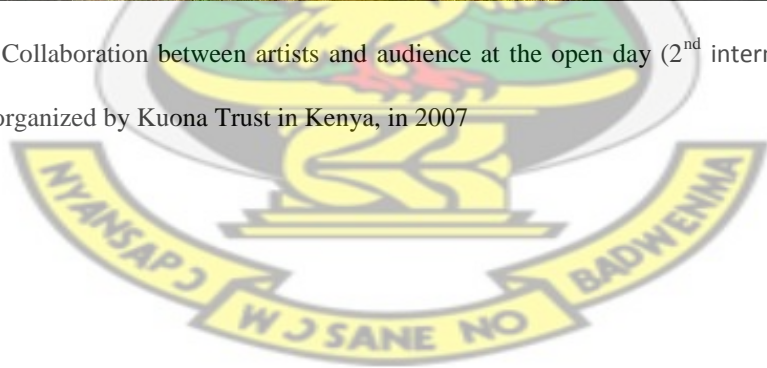 Collaboration between artists and audience at the open day (2nd intern
organized by Kuona Trust in Kenya, in 2007
NYANSAPƆ WƆSANE NO BADWENMA